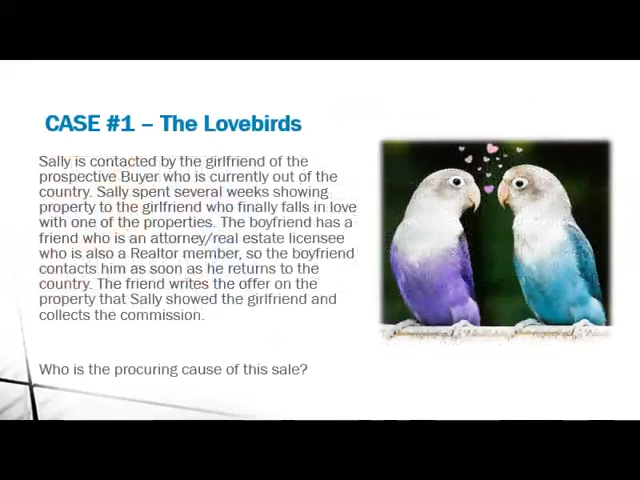 CASE #1 – The Lovebirds
Sally is contacted by the girlfriend of the
prospective Buyer who is currently out of the
country. Sally spent several weeks showing
property to the girlfriend who finally falls in love
with one of the properties. The boyfriend has a
friend who is an attorney/real estate licensee
who is also a Realtor member, so the boyfriend
contacts him as soon as he returns to the
country. The friend writes the offer on the
property that Sally showed the girlfriend and
collects the commission.
Who is the procuring cause of this sale?